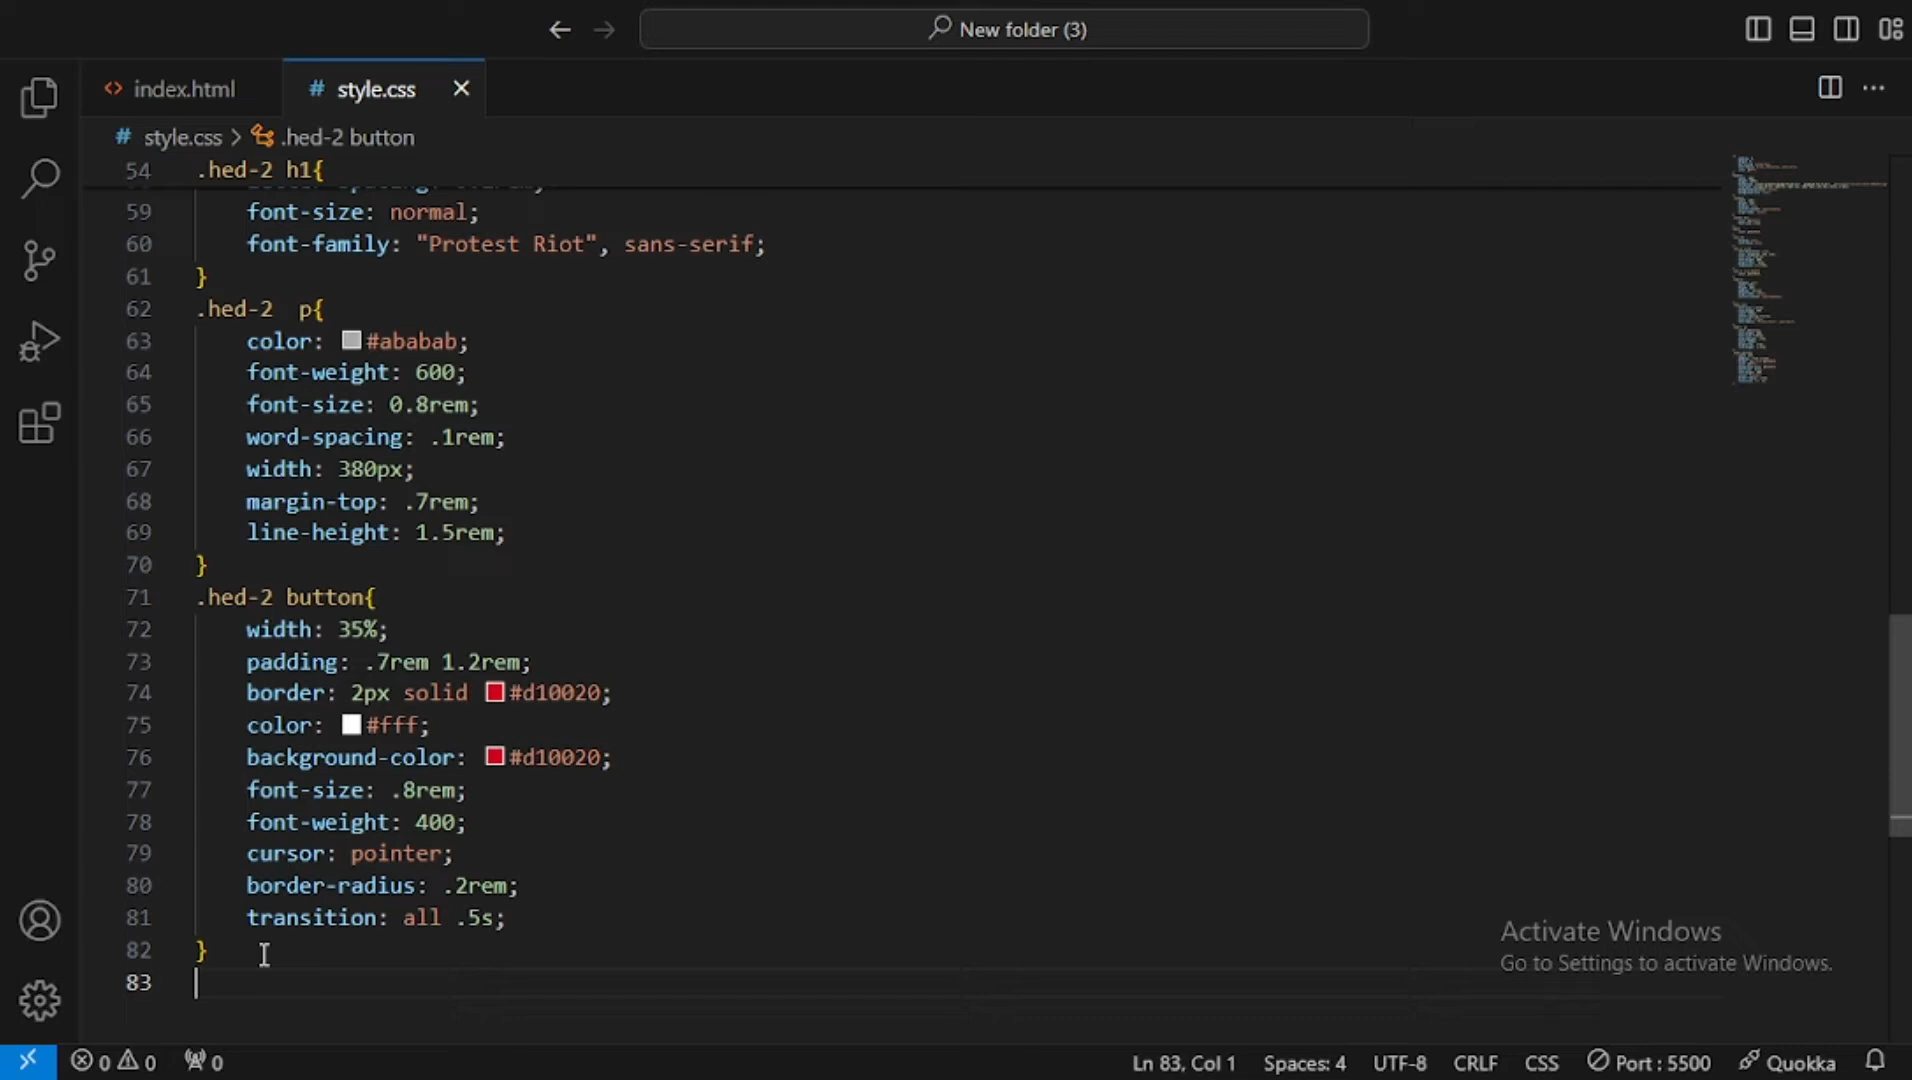 New folder (3)
index.html
style.css
style.css > .hed-2 button
54 .hed-2 h1{
59 font-size: normal;
60 font-family: "Protest Riot", sans-serif;
61 }
62 .hed-2  p{
63 color: #ababab;
64 font-weight: 600;
65 font-size: 0.8rem;
66 word-spacing: .1rem;
67 width: 380px;
68 margin-top: .7rem;
69 line-height: 1.5rem;
70 }
71 .hed-2 button{
72 width: 35%;
73 padding: .7rem 1.2rem;
74 border: 2px solid #d10020;
75 color: #fff;
76 background-color: #d10020;
77 font-size: .8rem;
78 font-weight: 400;
79 cursor: pointer;
80 border-radius: .2rem;
81 transition: all .5s;
82 }
83
Activate Windows
Go to Settings to activate Windows.
0 0 0 Ln 83, Col 1 Spaces: 4 UTF-8 CRLF CSS Port : 5500 Quokka